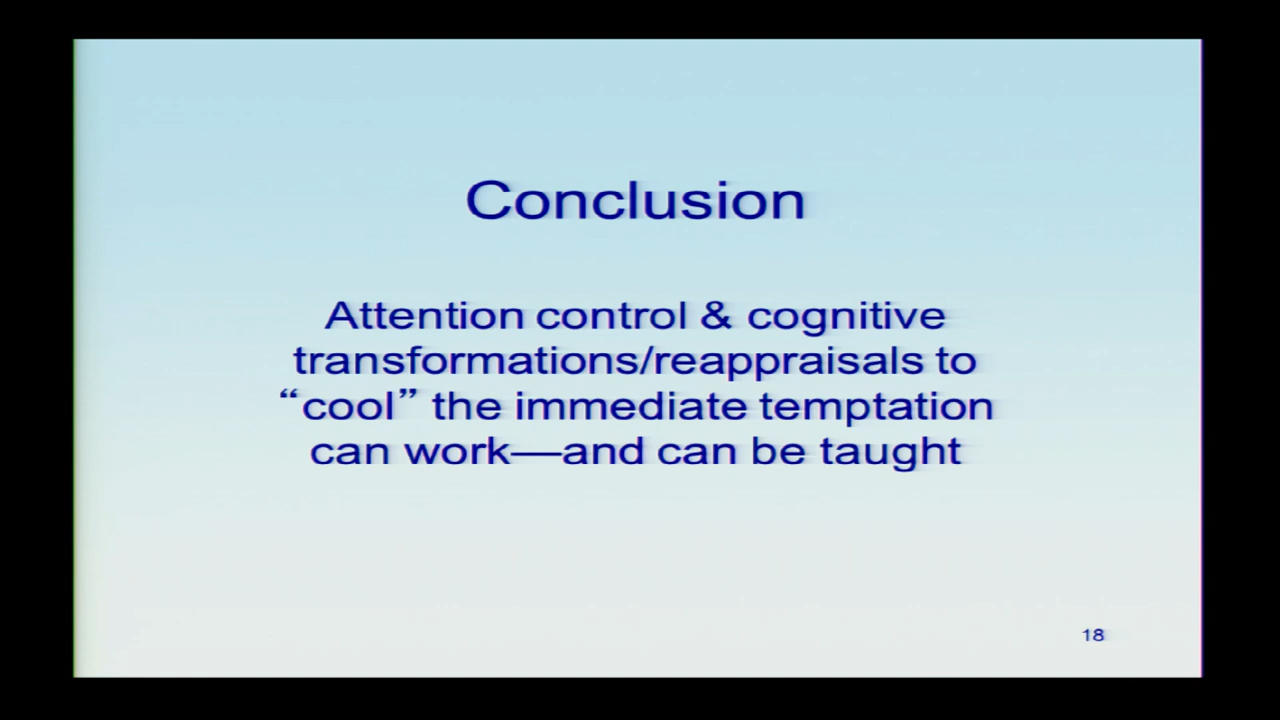 Conclusion
Attention control & cognitive
transformations/reappraisals to
“cool” the immediate temptation
can work—and can be taught
18